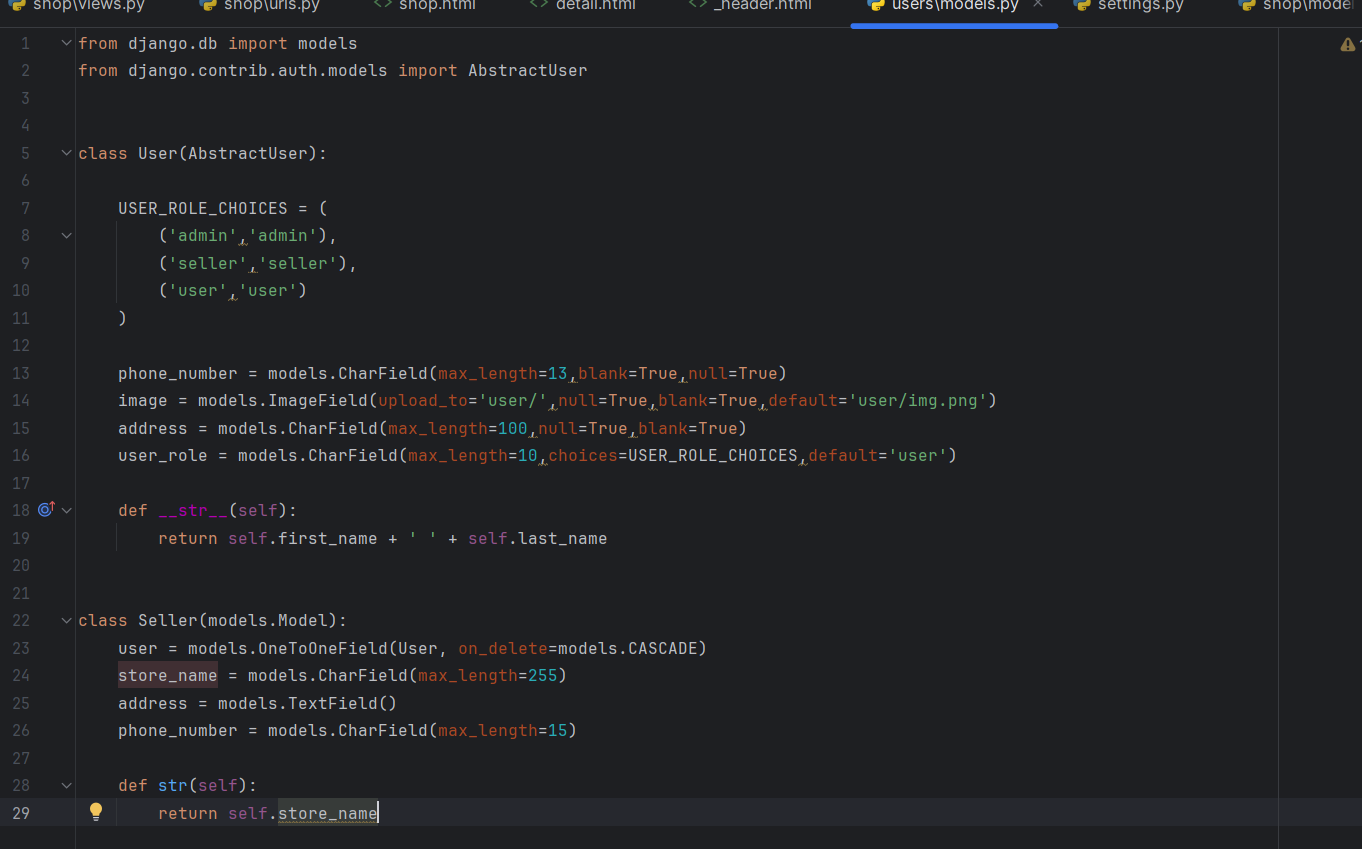 shop\views.py shop\urls.py shop.html detail.html _header.html users\models.py settings.py shop\model
1 from django.db import models
2 from django.contrib.auth.models import AbstractUser
3
4
5 class User(AbstractUser):
6
7 USER_ROLE_CHOICES = (
8 ('admin','admin'),
9 ('seller','seller'),
10 ('user','user')
11 )
12
13 phone_number = models.CharField(max_length=13,blank=True,null=True)
14 image = models.ImageField(upload_to='user/',null=True,blank=True,default='user/img.png')
15 address = models.CharField(max_length=100,null=True,blank=True)
16 user_role = models.CharField(max_length=10,choices=USER_ROLE_CHOICES,default='user')
17
18 def __str__(self):
19 return self.first_name + ' ' + self.last_name
20
21
22 class Seller(models.Model):
23 user = models.OneToOneField(User, on_delete=models.CASCADE)
24 store_name = models.CharField(max_length=255)
25 address = models.TextField()
26 phone_number = models.CharField(max_length=15)
27
28 def str(self):
29 return self.store_name